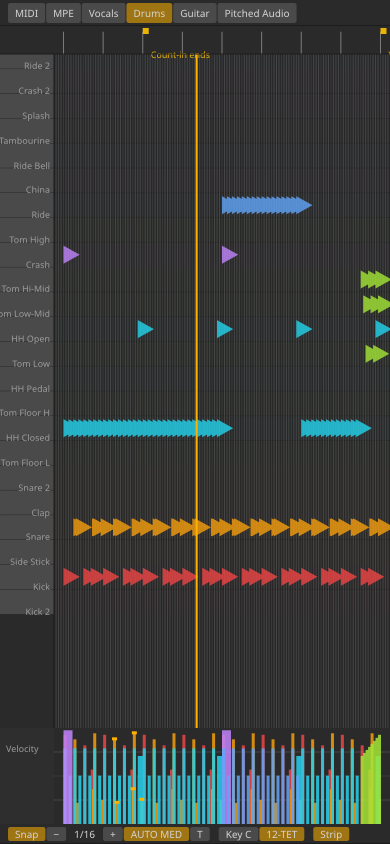 MIDI MPE Vocals Drums Guitar Pitched Audio
Count-in ends
Ride 2
Crash 2
Splash
Tambourine
Ride Bell
China
Ride
Tom High
Crash
Tom Hi-Mid
om Low-Mid
HH Open
Tom Low
HH Pedal
Tom Floor H
HH Closed
Tom Floor L
Snare 2
Clap
Snare
Side Stick
Kick
Kick 2
Velocity
Snap − 1/16 + AUTO MED T Key C 12-TET Strip